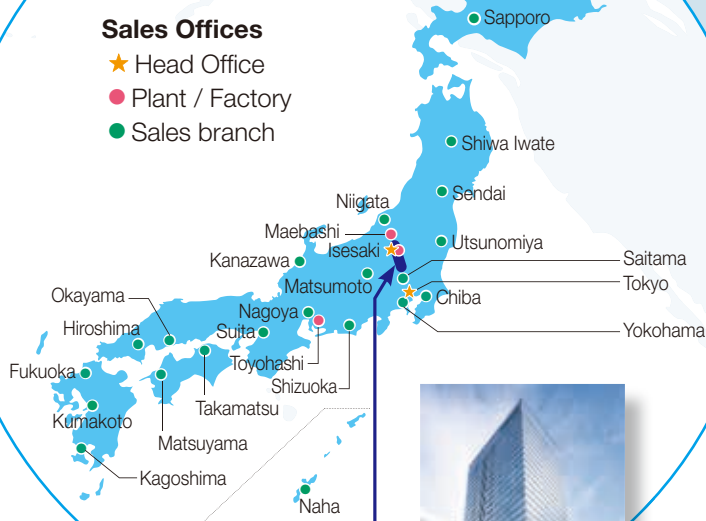 Sales Offices
Head Office
Plant / Factory
Sales branch
Sapporo
Shiwa Iwate
Sendai
Niigata
Maebashi
Isesaki
Utsunomiya
Kanazawa
Saitama
Matsumoto
Tokyo
Okayama
Chiba
Nagoya
Hiroshima
Suita
Yokohama
Toyohashi
Fukuoka
Shizuoka
Takamatsu
Kumakoto
Matsuyama
Kagoshima
Naha